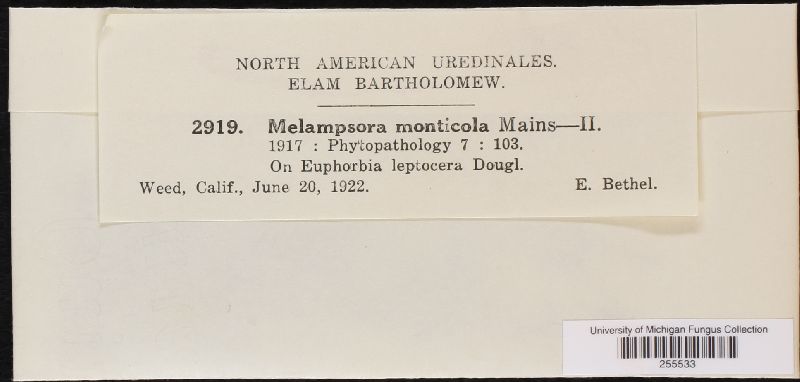 NORTH AMERICAN UREDINALES.
ELAM BARTHOLOMEW.
2919. Melampsora monticola Mains—II.
1917 : Phytopathology 7 : 103.
On Euphorbia leptocera Dougl.
Weed, Calif., June 20, 1922. E. Bethel.
University of Michigan Fungus Collection
255533